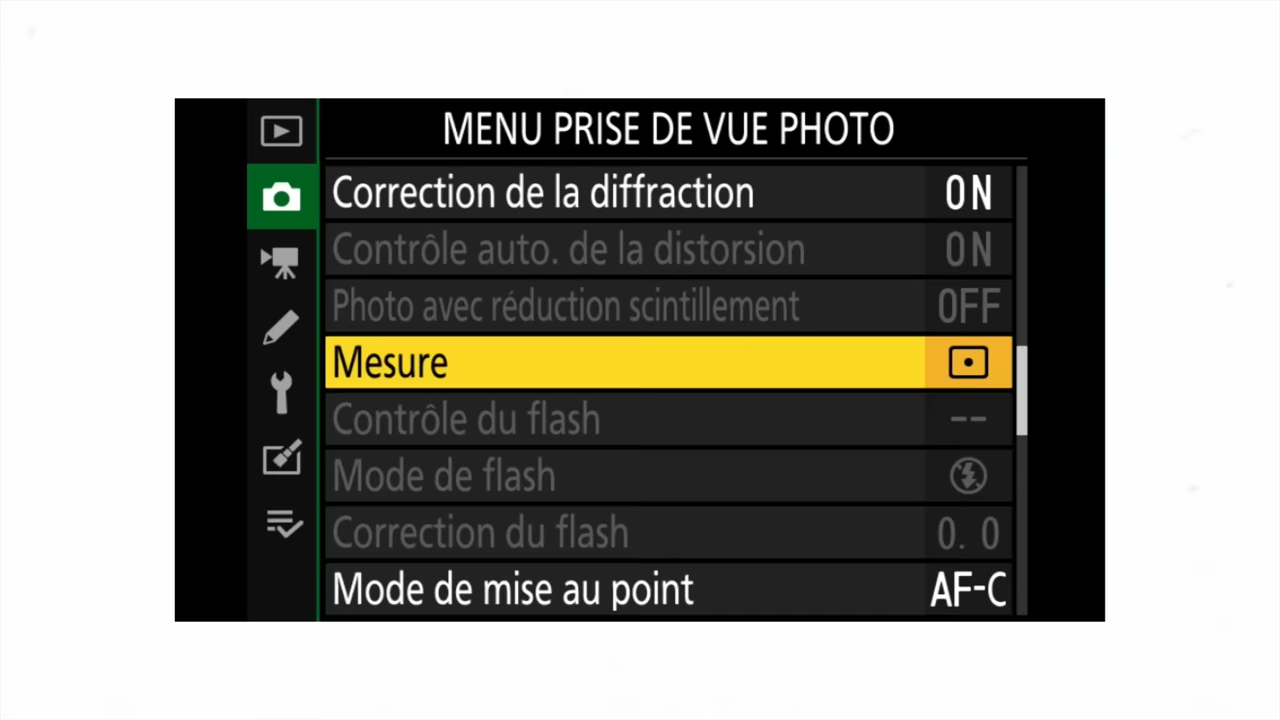 MENU PRISE DE VUE PHOTO
Correction de la diffraction ON
Contrôle auto. de la distorsion ON
Photo avec réduction scintillement OFF
Mesure
Contrôle du flash --
Mode de flash
Correction du flash 0. 0
Mode de mise au point AF-C